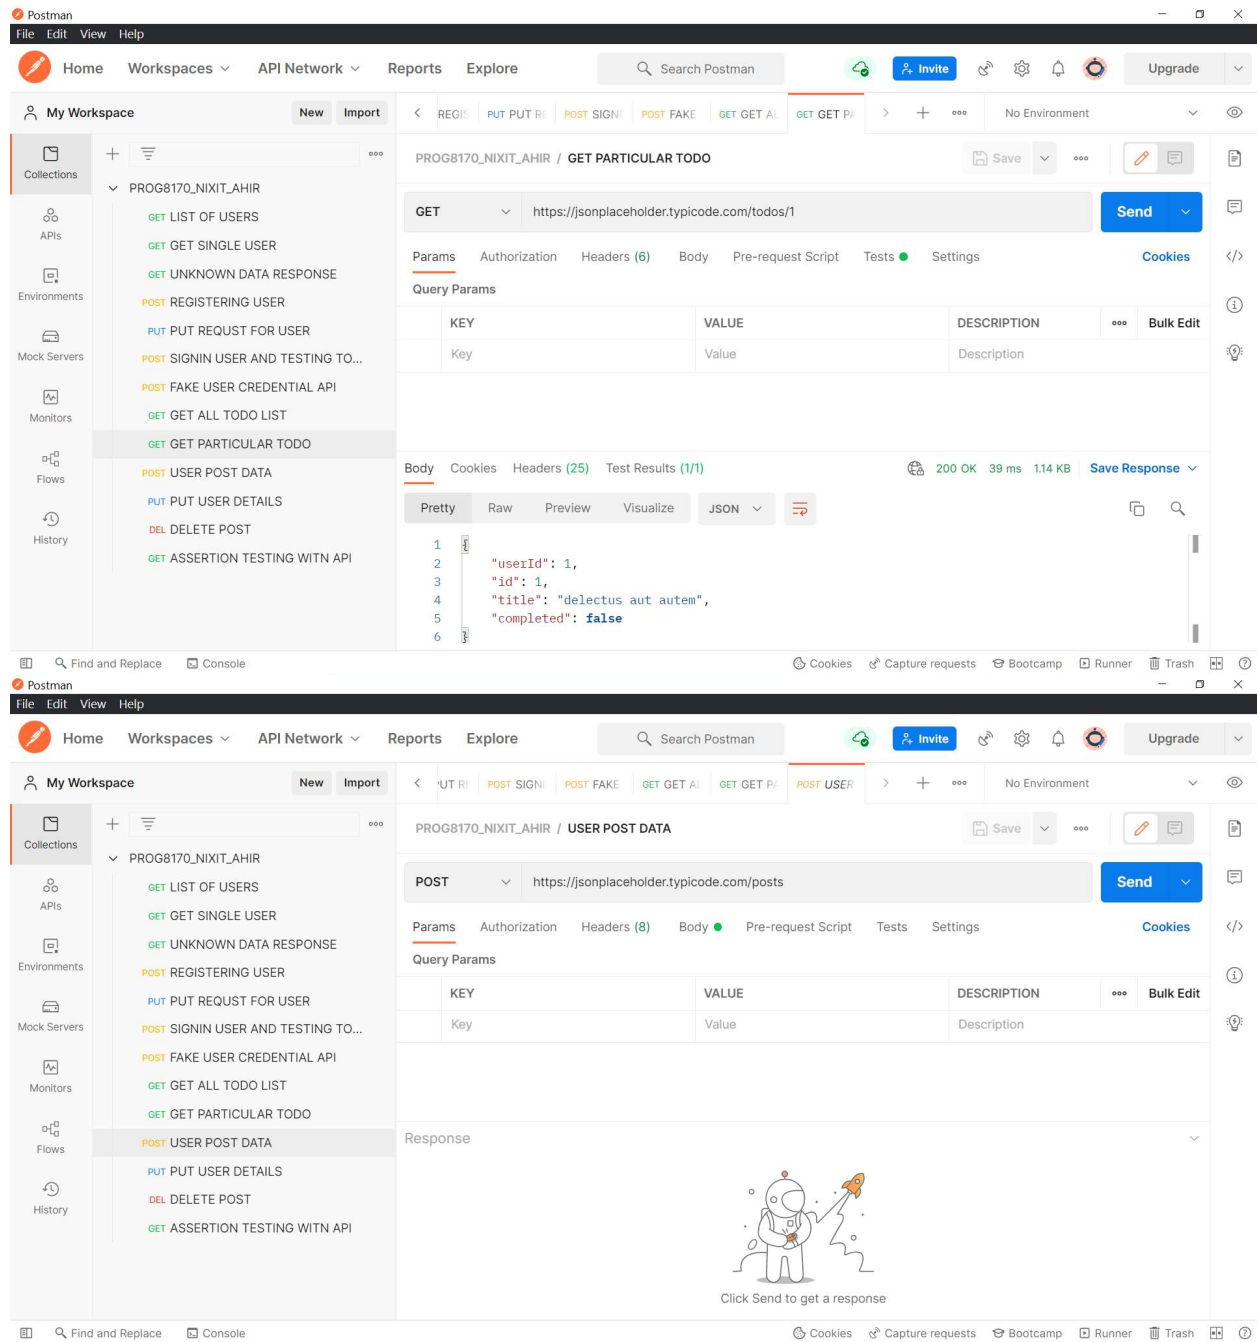 Postman
File Edit View Help
Home Workspaces API Network Reports Explore Search Postman Invite Upgrade
My Workspace New Import REGIS PUT PUT RE POST SIGNI POST FAKE GET GET AL GET GET PA No Environment
Collections
PROG8170_NIXIT_AHIR / GET PARTICULAR TODO Save
PROG8170_NIXIT_AHIR
GET LIST OF USERS
GET https://jsonplaceholder.typicode.com/todos/1 Send
APIs
GET GET SINGLE USER
Params Authorization Headers (6) Body Pre-request Script Tests Settings Cookies
GET UNKNOWN DATA RESPONSE
Query Params
Environments
POST REGISTERING USER
KEY VALUE DESCRIPTION Bulk Edit
PUT PUT REQUST FOR USER
Key Value Description
Mock Servers
POST SIGNIN USER AND TESTING TO...
POST FAKE USER CREDENTIAL API
Monitors
GET GET ALL TODO LIST
GET GET PARTICULAR TODO
Flows
POST USER POST DATA
Body Cookies Headers (25) Test Results (1/1) 200 OK 39 ms 1.14 KB Save Response
PUT PUT USER DETAILS
Pretty Raw Preview Visualize JSON
History
DEL DELETE POST
GET ASSERTION TESTING WITH API
1 {
2 "userId": 1,
3 "id": 1,
4 "title": "delectus aut autem",
5 "completed": false
6 }
Find and Replace Console Cookies Capture requests Bootcamp Runner Trash
Postman
File Edit View Help
Home Workspaces API Network Reports Explore Search Postman Invite Upgrade
My Workspace New Import PUT RE POST SIGNI POST FAKE GET GET AL GET GET PA POST USER No Environment
Collections
PROG8170_NIXIT_AHIR / USER POST DATA Save
PROG8170_NIXIT_AHIR
GET LIST OF USERS
POST https://jsonplaceholder.typicode.com/posts Send
APIs
GET GET SINGLE USER
Params Authorization Headers (8) Body Pre-request Script Tests Settings Cookies
GET UNKNOWN DATA RESPONSE
Query Params
Environments
POST REGISTERING USER
KEY VALUE DESCRIPTION Bulk Edit
PUT PUT REQUST FOR USER
Key Value Description
Mock Servers
POST SIGNIN USER AND TESTING TO...
POST FAKE USER CREDENTIAL API
Monitors
GET GET ALL TODO LIST
GET GET PARTICULAR TODO
Flows
POST USER POST DATA
Response
PUT PUT USER DETAILS
History
DEL DELETE POST
GET ASSERTION TESTING WITH API
Click Send to get a response
Find and Replace Console Cookies Capture requests Bootcamp Runner Trash